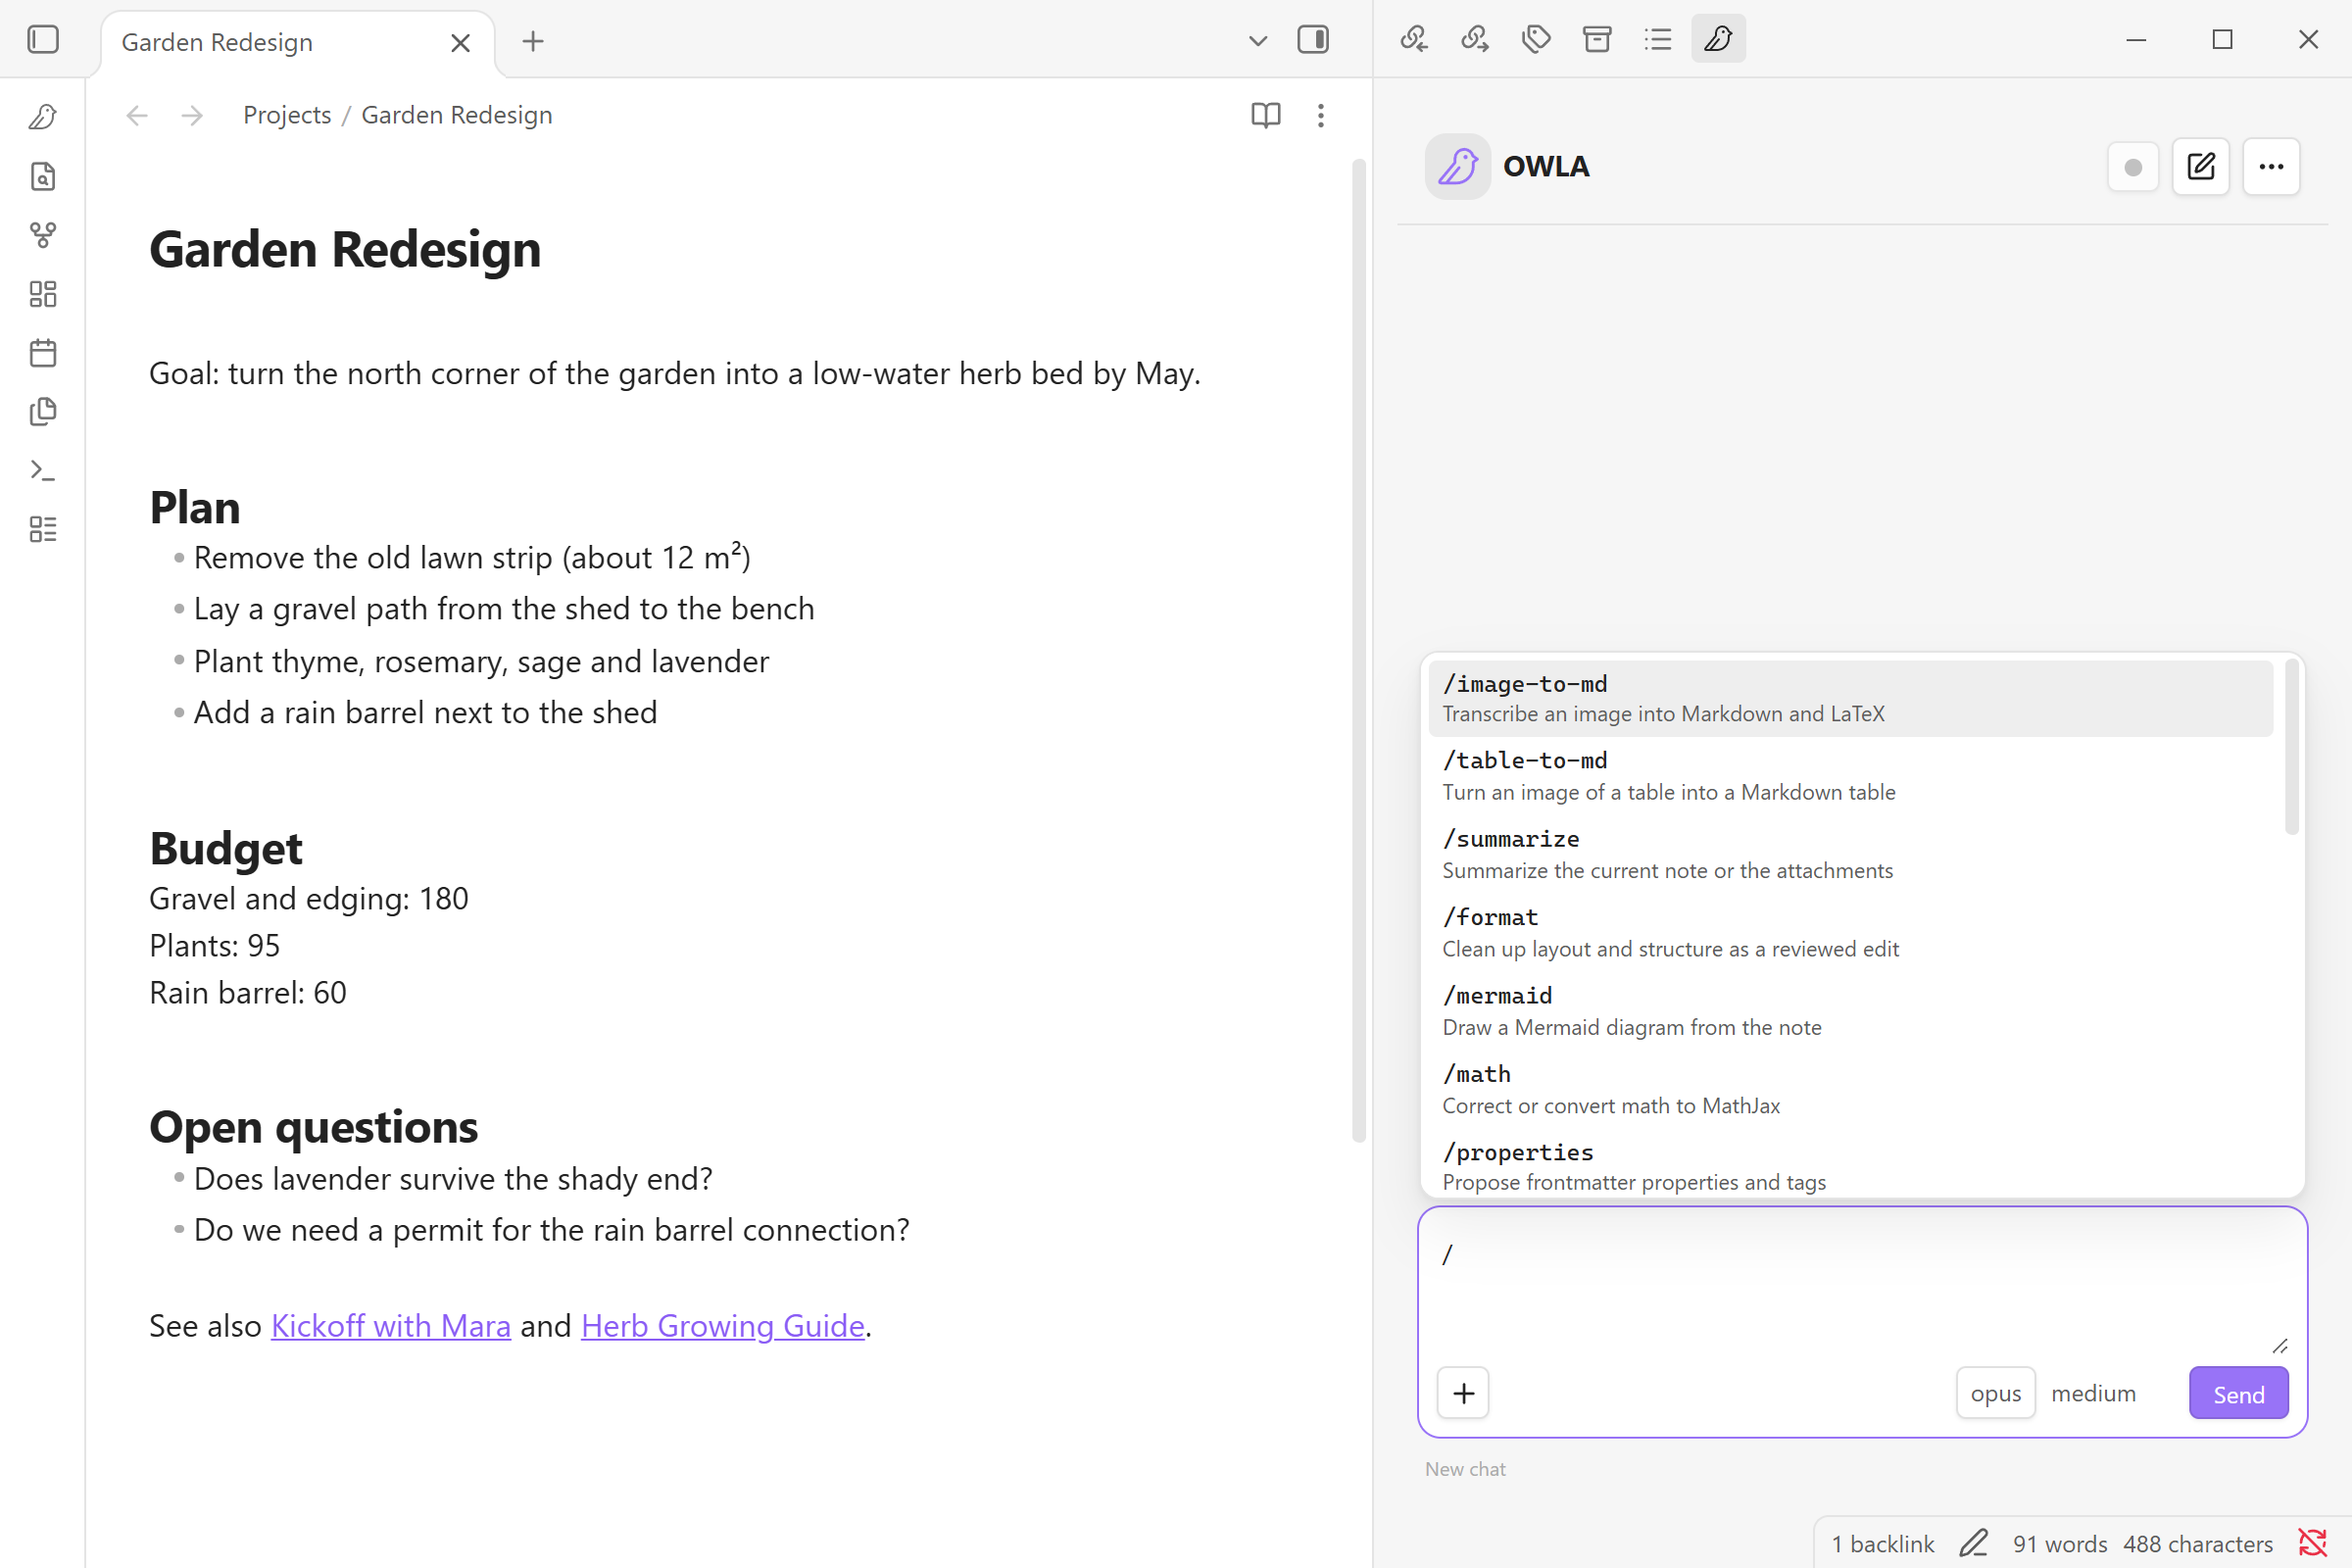 Garden Redesign
Projects / Garden Redesign
Garden Redesign
Goal: turn the north corner of the garden into a low-water herb bed by May.
Plan
Remove the old lawn strip (about 12 m²)
Lay a gravel path from the shed to the bench
Plant thyme, rosemary, sage and lavender
Add a rain barrel next to the shed
Budget
Gravel and edging: 180
Plants: 95
Rain barrel: 60
Open questions
Does lavender survive the shady end?
Do we need a permit for the rain barrel connection?
See also Kickoff with Mara and Herb Growing Guide.
OWLA
/image-to-md
Transcribe an image into Markdown and LaTeX
/table-to-md
Turn an image of a table into a Markdown table
/summarize
Summarize the current note or the attachments
/format
Clean up layout and structure as a reviewed edit
/mermaid
Draw a Mermaid diagram from the note
/math
Correct or convert math to MathJax
/properties
Propose frontmatter properties and tags
/
opus medium Send
New chat
1 backlink 91 words 488 characters